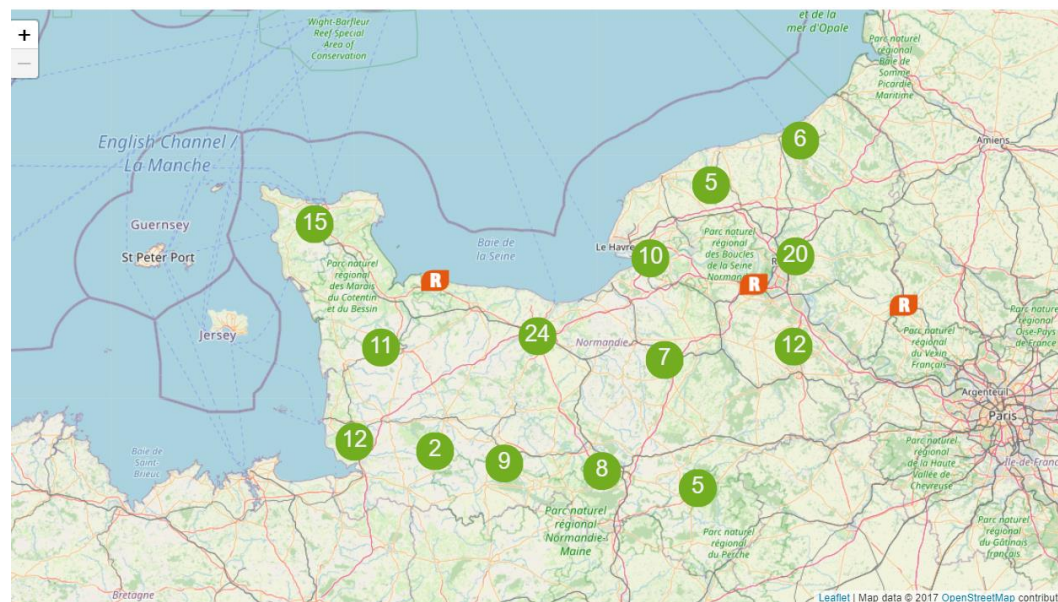 et de la
mer d'Opale
Wight-Barfleur
Reef Special
Area of
Conservation
+
−
Parc naturel
régional
Baie de
Somme
Picardie
Maritime
English Channel /
La Manche
6
Amiens
5
Guernsey
15
St Peter Port
Baie de
la Seine
Le Havre
10
Parc naturel
régional
des Boucles
de la Seine
Normande
20
R
Parc naturel
régional
des Marais
du Cotentin
et du Bessin
R
R
R
Parc naturel
régional
Oise-Pays
de France
Jersey
11
24
Normandie
7
12
Parc naturel
régional
du Vexin
Français
Argenteuil
Paris
12
2
9
8
5
Baie de
Saint-
Brieuc
Parc naturel
régional
de la Haute
Vallée de
Chevreuse
Île-de-France
Parc naturel
régional
Normandie-
Maine
Parc naturel
régional
du Perche
Parc naturel
régional
du Gâtinais
français
Bretagne
Leaflet | Map data © 2017 OpenStreetMap contribut